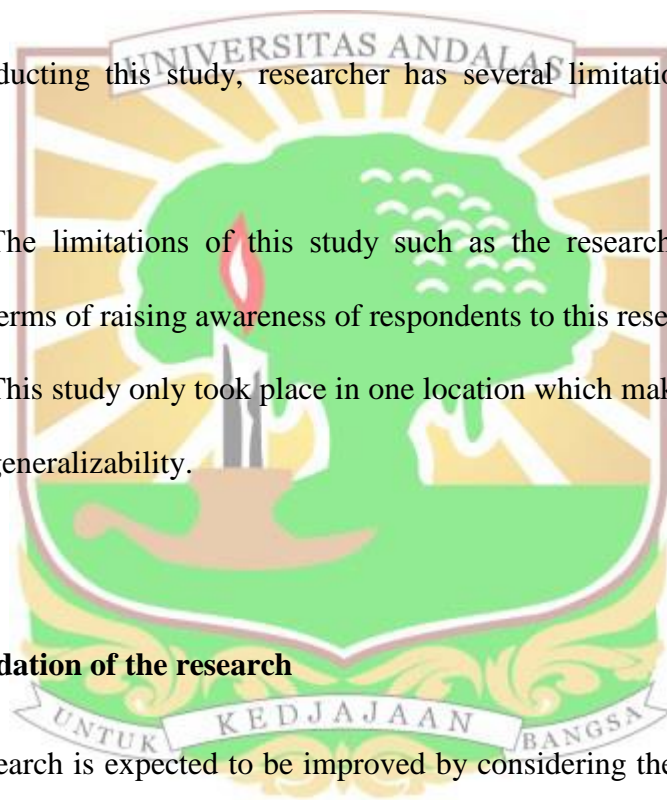 UNIVERSITAS ANDALAS
ducting this study, researcher has several limitatio
The limitations of this study such as the research
erms of raising awareness of respondents to this rese
This study only took place in one location which mak
generalizability.
dation of the research
UNTUK KEDJAJAAN BANGSA
earch is expected to be improved by considering the